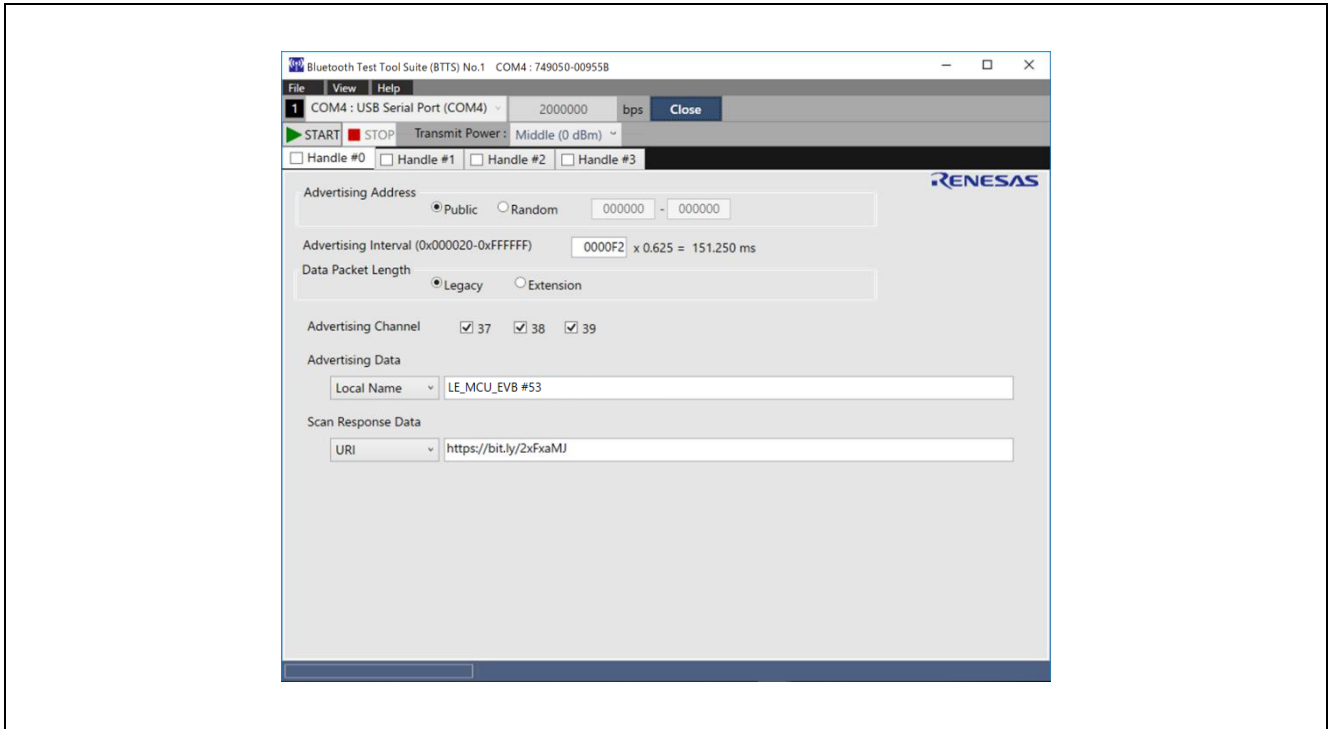 Bluetooth Test Tool Suite (BTTS) No.1 COM4 : 749050-00955B
File View Help
1 COM4 : USB Serial Port (COM4) 2000000 bps Close
START STOP Transmit Power : Middle (0 dBm)
Handle #0 Handle #1 Handle #2 Handle #3
RENESAS
Advertising Address
Public Random 000000 - 000000
Advertising Interval (0x000020-0xFFFFFF) 0000F2 x 0.625 = 151.250 ms
Data Packet Length
Legacy Extension
Advertising Channel 37 38 39
Advertising Data
Local Name LE_MCU_EVB #53
Scan Response Data
URI https://bit.ly/2xFxaMJ